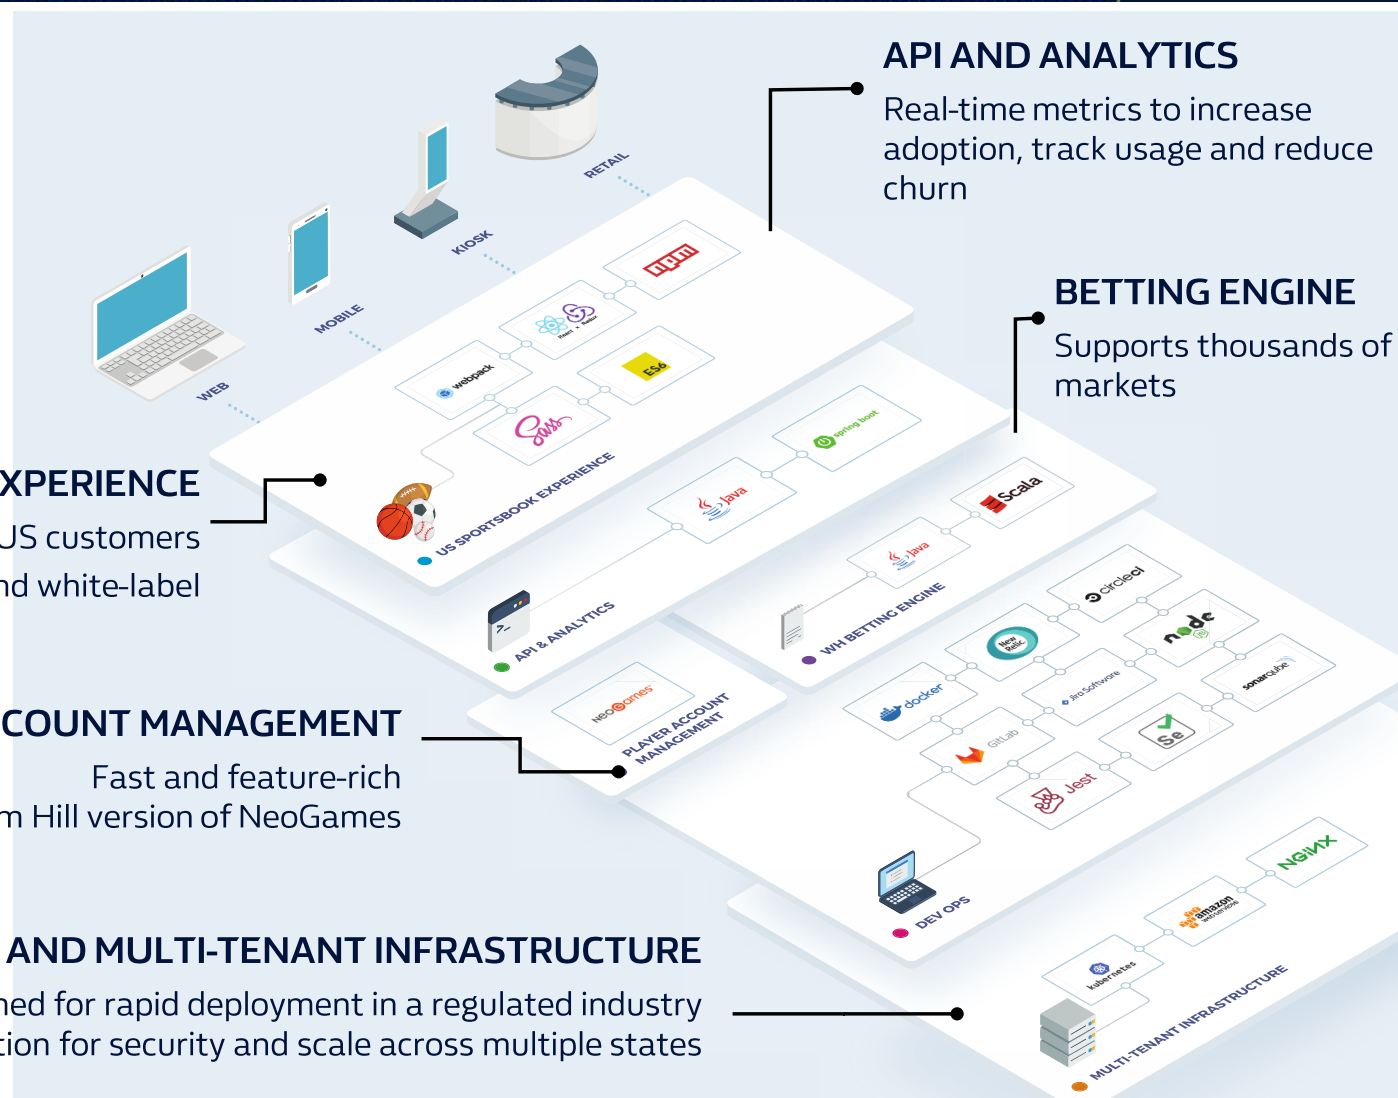 API AND ANALYTICS
Real-time metrics to increase
adoption, track usage and reduce
churn
BETTING ENGINE
Supports thousands of
markets
RETAIL
KIOSK
MOBILE
WEB
npm
React × Redux
webpack
ES6
Sass
US SPORTSBOOK EXPERIENCE
XPERIENCE
US customers
nd white-label
spring boot
Java
API & ANALYTICS
Scala
Java
WH BETTING ENGINE
circleci
New
Relic
node
JS
docker
Jira Software
sonarqube
GitLab
Se
Jest
DEV OPS
NEOGAMES
PLAYER ACCOUNT
MANAGEMENT
COUNT MANAGEMENT
Fast and feature-rich
m Hill version of NeoGames
NGINX
amazon
webservices
kubernetes
MULTI-TENANT INFRASTRUCTURE
AND MULTI-TENANT INFRASTRUCTURE
ned for rapid deployment in a regulated industry
tion for security and scale across multiple states